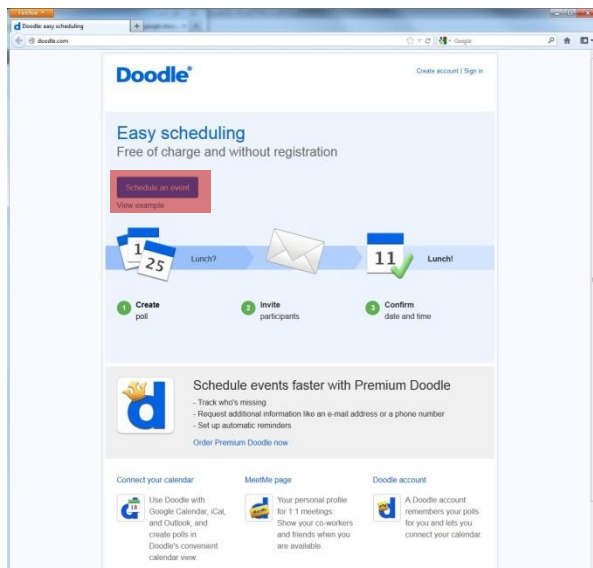 Firefox
Doodle: easy scheduling
doodle.com
Google
Doodle®
Create account | Sign in
Easy scheduling
Free of charge and without registration
Schedule an event
View example
1
25
Lunch?
11
Lunch!
1 Create
poll
2 Invite
participants
3 Confirm
date and time
d
Schedule events faster with Premium Doodle
- Track who's missing
- Request additional information like an e-mail address or a phone number
- Set up automatic reminders
Order Premium Doodle now
Connect your calendar
Use Doodle with
Google Calendar, iCal,
and Outlook, and
create polls in
Doodle's convenient
calendar view.
MeetMe page
Your personal profile
for 1:1 meetings:
Show your co-workers
and friends when you
are available.
Doodle account
A Doodle account
remembers your polls
for you and lets you
connect your calendar.